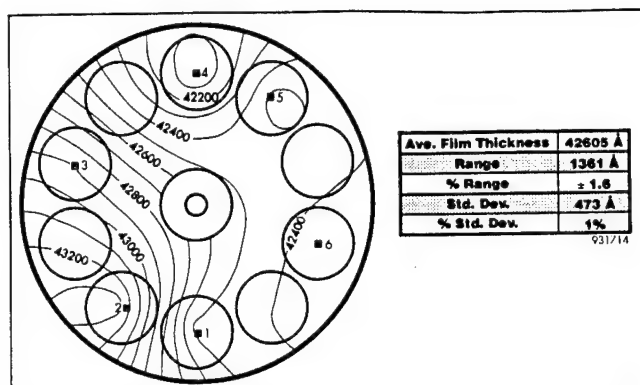 4
42200
5
42400
42600
3
42800
42400
43000
43200
6
2
1
Ave. Film Thickness 42605 Å
Range 1361 Å
% Range ± 1.6
Std. Dev. 473 Å
% Std. Dev. 1%
931714